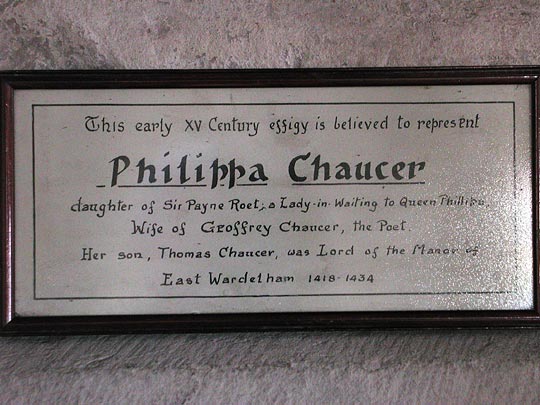 This early XV Century effigy is believed to represent
Philippa Chaucer
daughter of Sir Payne Roet; a Lady-in-Waiting to Queen Phillipa,
Wife of Geoffrey Chaucer, the Poet.
Her son, Thomas Chaucer, was Lord of the Manor of
East Wardelham 1418-1434